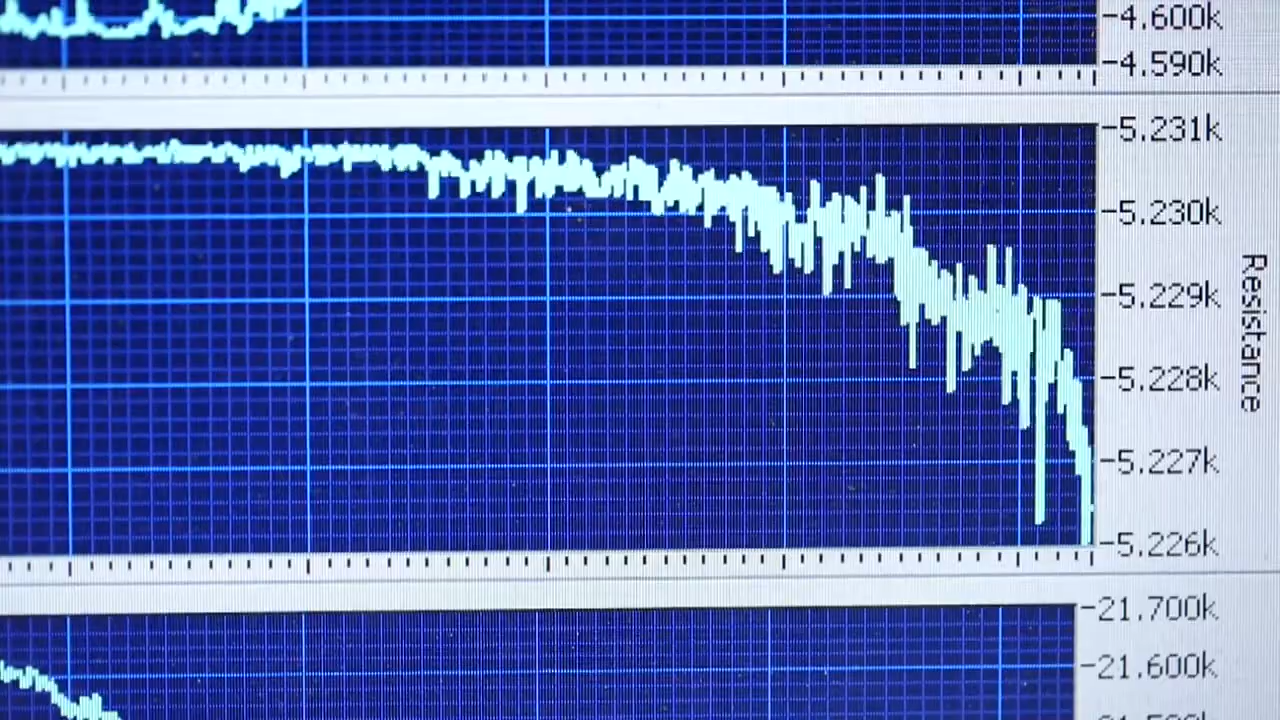 -4.600k
-4.590k
-5.231k
-5.230k
-5.229k
-5.228k
-5.227k
-5.226k
Resistance
-21.700k
-21.600k